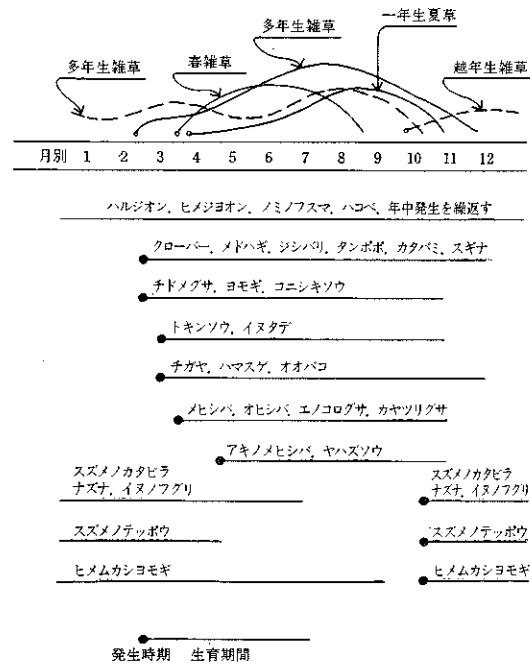 多年生雑草
一年生夏草
多年生雑草
春雑草
越年生雑草
月別 1 2 3 4 5 6 7 8 9 10 11 12
ハルジオン、ヒメジヨオン、ノミノフスマ、ハコベ、年中発生を繰返す
クローバー、メドハギ、ジシバリ、タンポポ、カタバミ、スギナ
チドメグサ、ヨモギ、コニシキソウ
トキンソウ、イヌタデ
チガヤ、ハマスゲ、オオバコ
メヒシバ、オヒシバ、エノコログサ、カヤツリグサ
アキノメヒシバ、ヤハズソウ
スズメノカタビラ
ナズナ、イヌノフグリ
スズメノカタビラ
ナズナ、イヌノフグリ
スズメノテッポウ
スズメノテッポウ
ヒメムカシヨモギ
ヒメムカシヨモギ
発生時期 生育期間